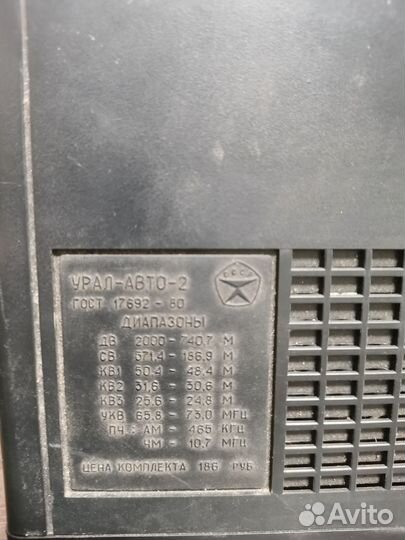 УРАЛ-АВТО-2
ГОСТ 17692-80
СССР
ДИАПАЗОНЫ
ДВ 2000-740.7 М
СВ 571.4-186.9 М
КВ1 50.4-48.4 М
КВ2 31.6-30.6 М
КВ3 25.6-24.8 М
УКВ 65.8-73.0 МГЦ
ПЧ: АМ-465 КГЦ
ЧМ-10.7 МГЦ
ЦЕНА КОМПЛЕКТА 186 РУБ
Avito